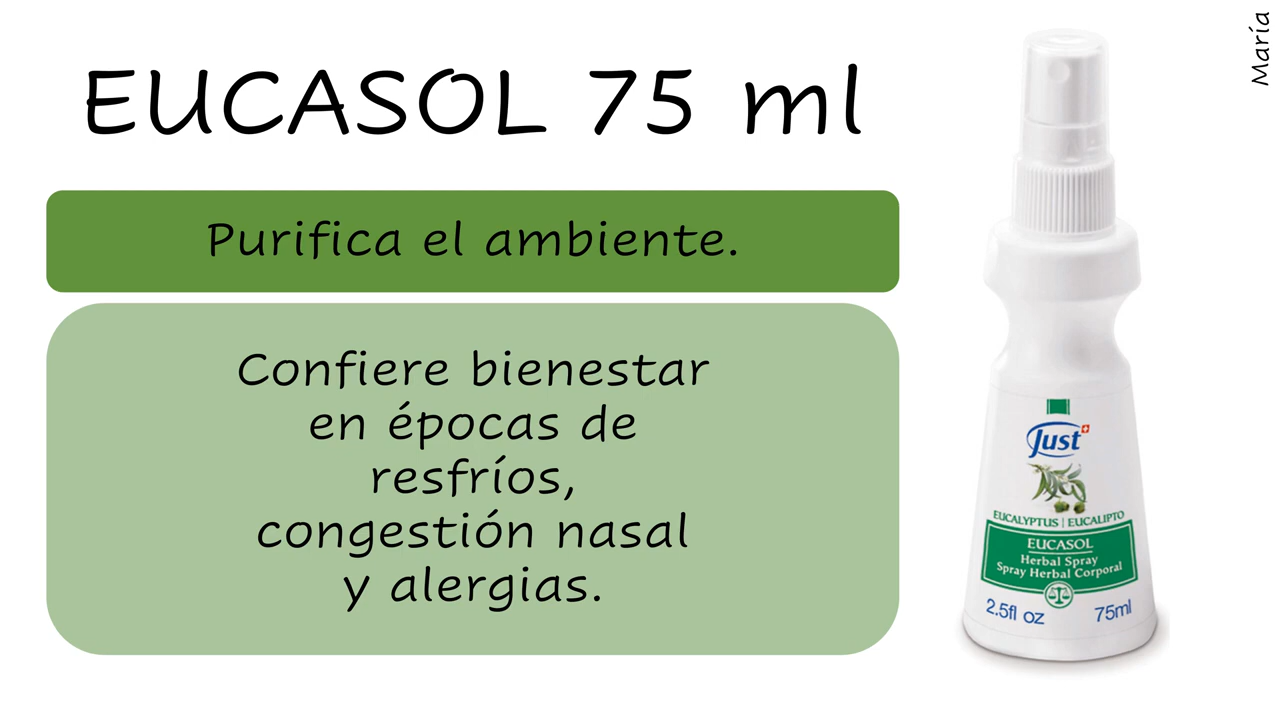 EUCASOL 75 ml
María
Purifica el ambiente.
Confiere bienestar
en épocas de
resfríos,
congestión nasal
y alergias.
Just
EUCALYPTUS | EUCALIPTO
EUCASOL
Herbal Spray
Spray Herbal Corporal
2.5fl oz 75ml